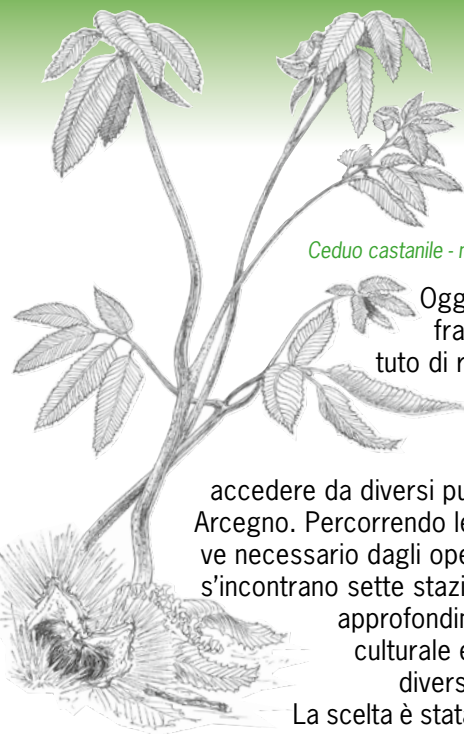 Ceduo castanile -
Ogg
fra
tuto di
accedere da diversi pu
Arcegno. Percorrendo le
ve necessario dagli ope
s'incontrano sette stazi
approfondi
culturale e
divers
La scelta è stata